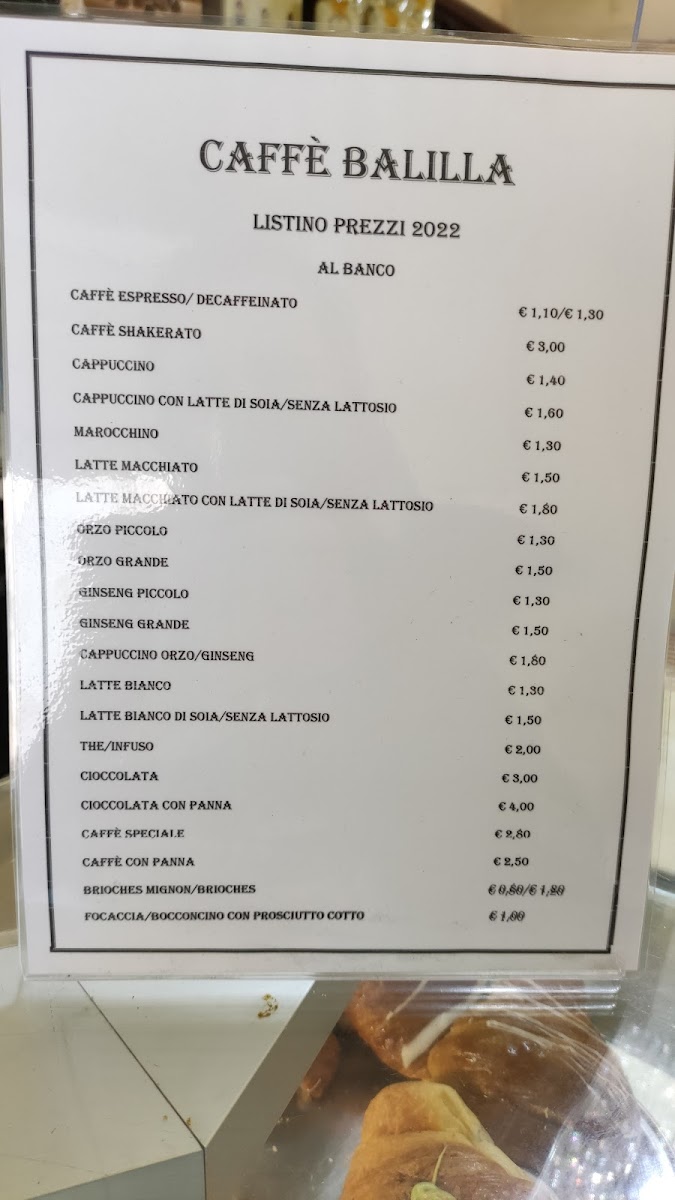 CAFFÈ BALILLA
LISTINO PREZZI 2022
AL BANCO
CAFFÈ ESPRESSO/ DECAFFEINATO € 1,10/€ 1,30
CAFFÈ SHAKERATO € 3,00
CAPPUCCINO € 1,40
CAPPUCCINO CON LATTE DI SOIA/SENZA LATTOSIO € 1,60
MAROCCHINO € 1,30
LATTE MACCHIATO € 1,50
LATTE MACCHIATO CON LATTE DI SOIA/SENZA LATTOSIO € 1,80
ORZO PICCOLO € 1,30
ORZO GRANDE € 1,50
GINSENG PICCOLO € 1,30
GINSENG GRANDE € 1,50
CAPPUCCINO ORZO/GINSENG € 1,80
LATTE BIANCO € 1,30
LATTE BIANCO DI SOIA/SENZA LATTOSIO € 1,50
THE/INFUSO € 2,00
CIOCCOLATA € 3,00
CIOCCOLATA CON PANNA € 4,00
CAFFÈ SPECIALE € 2,80
CAFFÈ CON PANNA € 2,50
BRIOCHES MIGNON/BRIOCHES € 0,80/€ 1,20
FOCACCIA/BOCCONCINO CON PROSCIUTTO COTTO € 1,00